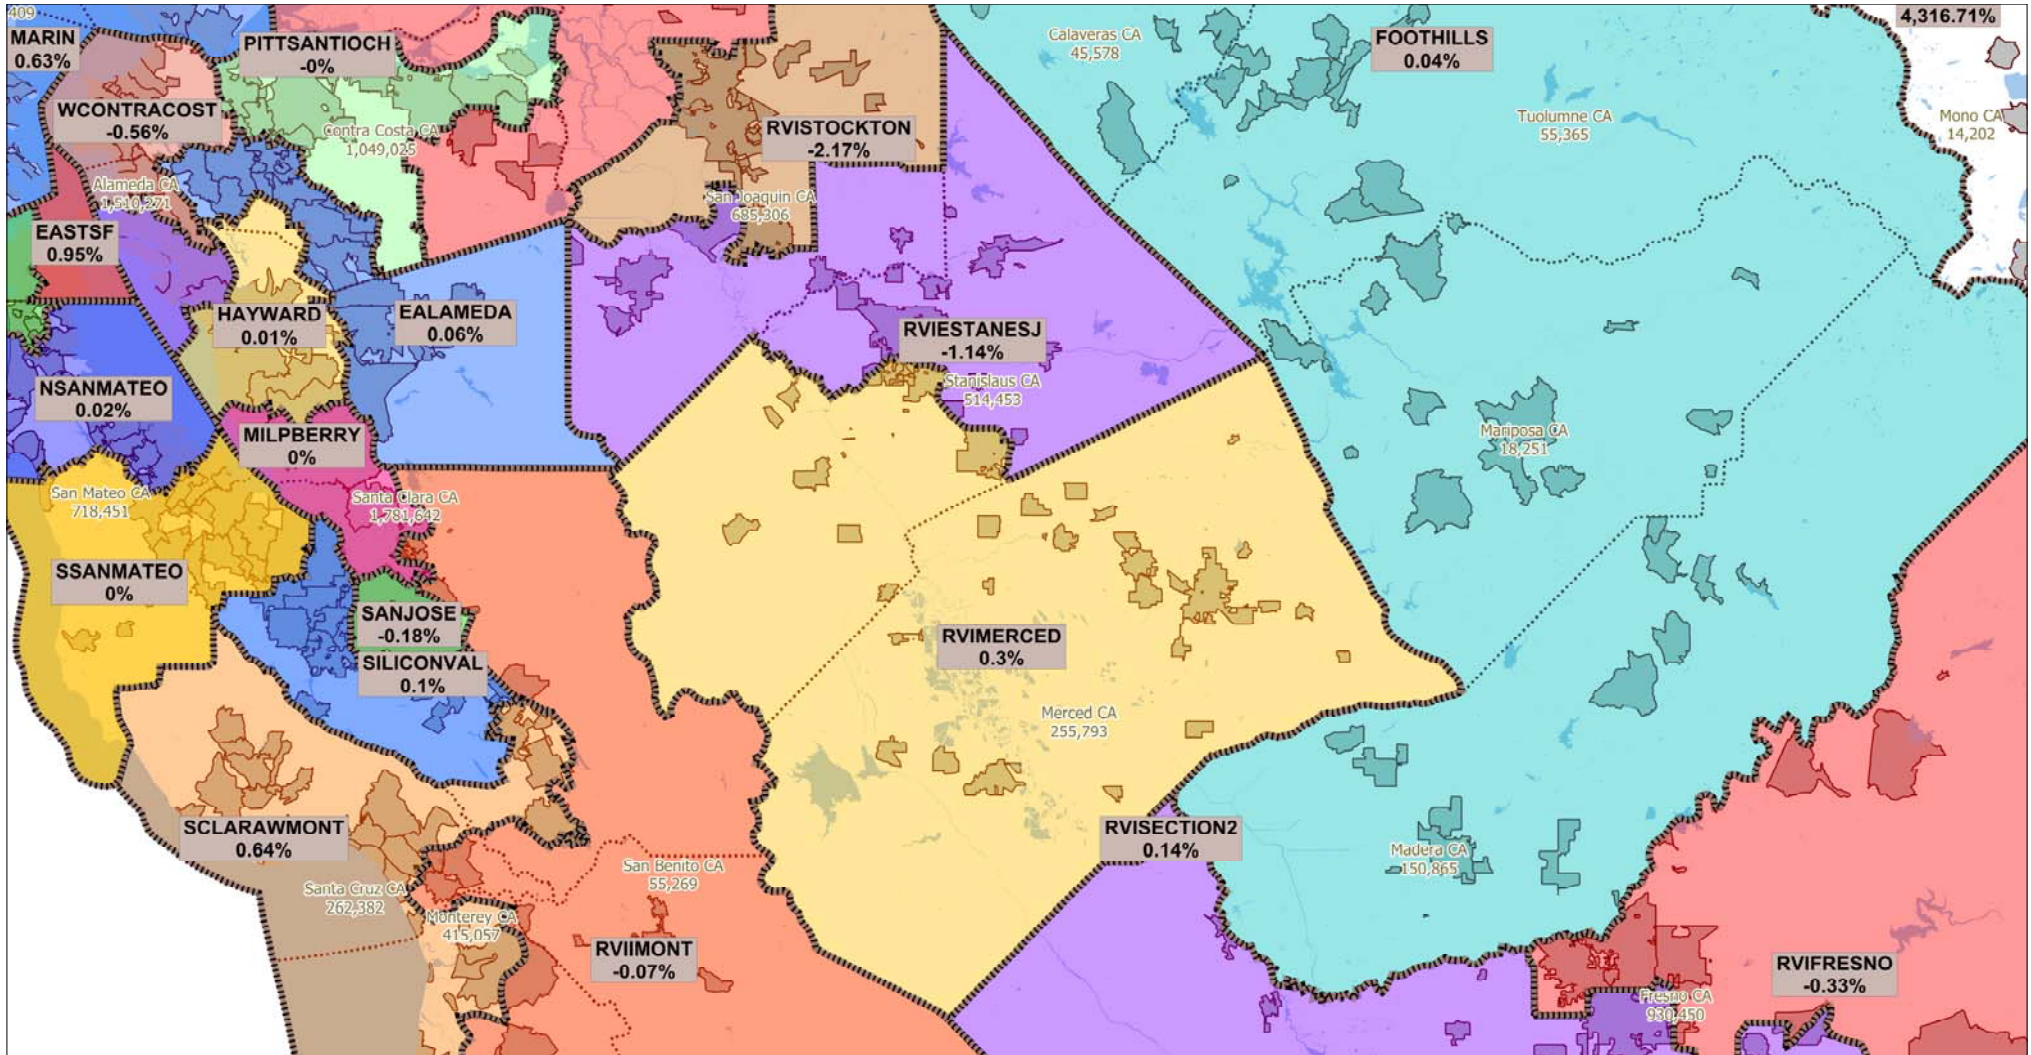 409
MARIN
0.63%
PITTSANTIOCH
-0%
WCONTRACOST
-0.56%
Contra Costa CA
1,049,025
Calaveras CA
45,578
FOOTHILLS
0.04%
4,316.71%
Tuolumne CA
55,365
Mono CA
14,202
RVISTOCKTON
-2.17%
Alameda CA
1,510,271
San Joaquin CA
685,306
EASTSF
0.95%
HAYWARD
0.01%
EALAMEDA
0.06%
RVIESTANESJ
-1.14%
Stanislaus CA
514,453
NSANMATEO
0.02%
MILPBERRY
0%
Mariposa CA
18,251
San Mateo CA
718,451
Santa Clara CA
1,781,642
SSANMATEO
0%
SANJOSE
-0.18%
SILICONVAL
0.1%
RVIMERCED
0.3%
Merced CA
255,793
SCLARAWMONT
0.64%
RVISECTION2
0.14%
Madera CA
150,865
San Benito CA
55,269
Santa Cruz CA
262,382
Monterey CA
415,057
RVIIMONT
-0.07%
RVIFRESNO
-0.33%
Fresno CA
930,450